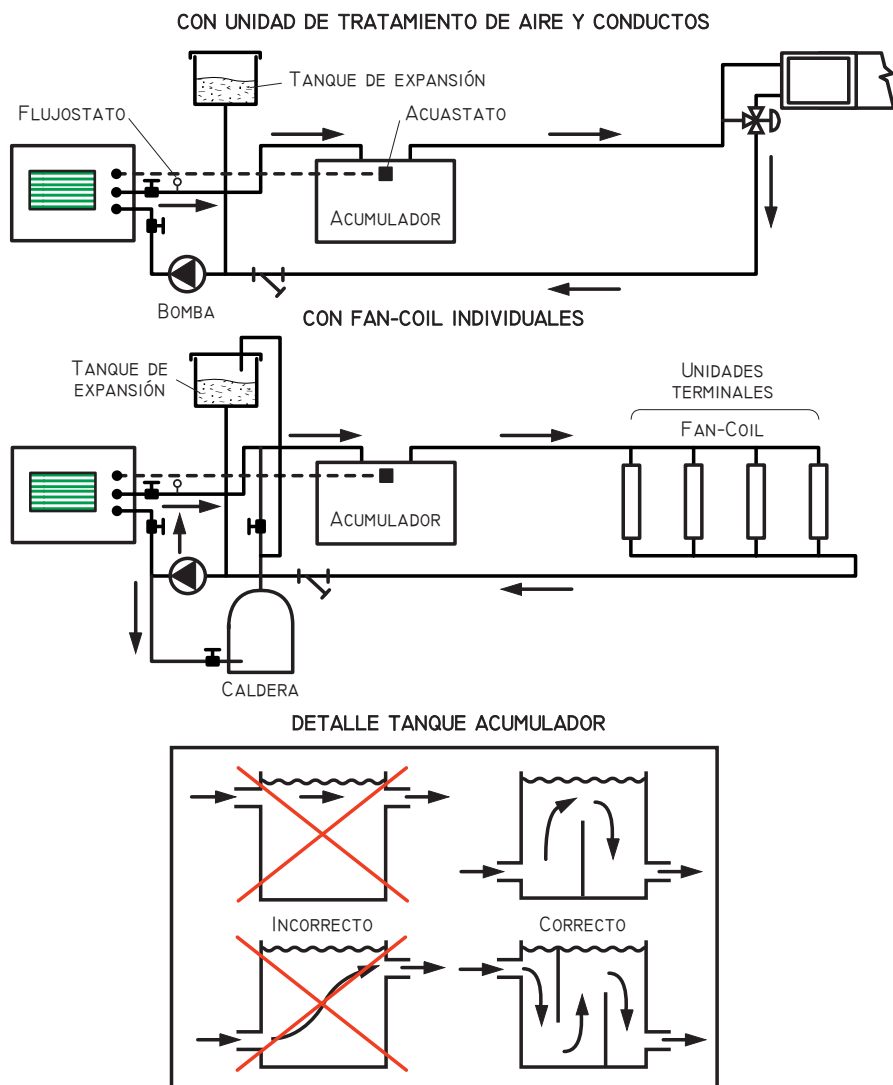 CON UNIDAD DE TRATAMIENTO DE AIRE Y CONDUCTOS
TANQUE DE EXPANSIÓN
FLUJOSTATO
ACUASTATO
ACUMULADOR
BOMBA
CON FAN-COIL INDIVIDUALES
TANQUE DE
EXPANSIÓN
UNIDADES
TERMINALES
FAN-COIL
ACUMULADOR
CALDERA
DETALLE TANQUE ACUMULADOR
INCORRECTO
CORRECTO